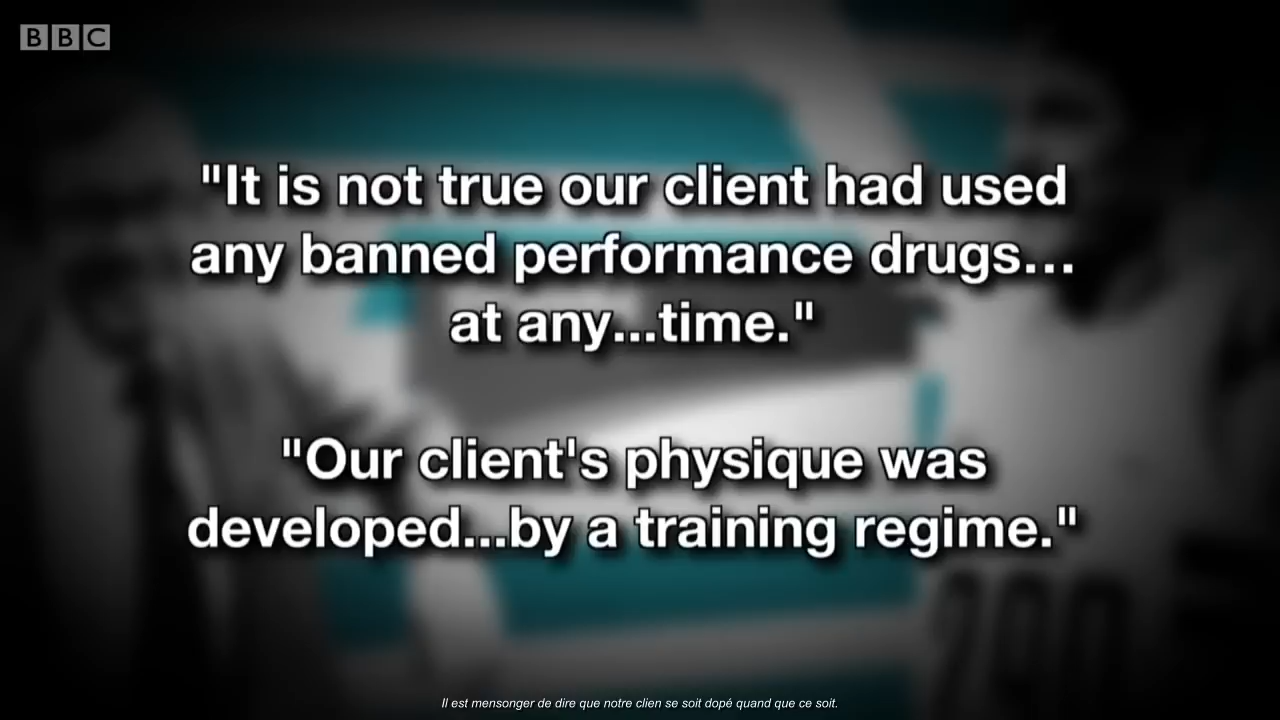 BBC
"It is not true our client had used
any banned performance drugs...
at any...time."
"Our client's physique was
developed...by a training regime."
290
Il est mensonger de dire que notre clien se soit dopé quand que ce soit.